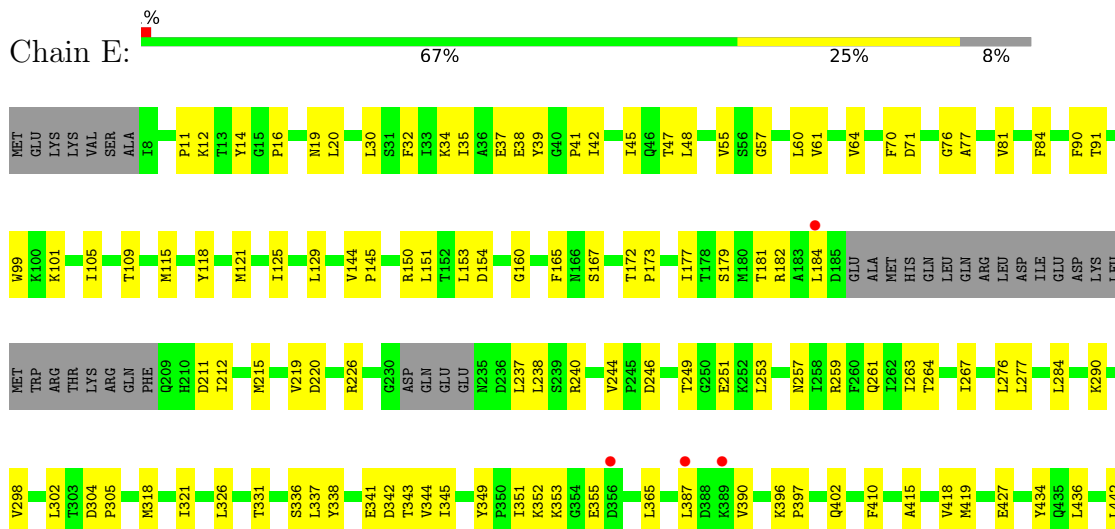 .%
Chain E:
67% 25% 8%
MET GLU LYS LYS VAL SER ALA I8 P11 K12 T13 Y14 G15 P16 N19 L20 L30 S31 F32 I33 K34 I35 A36 E37 E38 Y39 G40 P41 I42 I45 Q46 T47 L48 V55 S56 G57 L60 V61 V64 F70 D71 G76 A77 V81 F84 F90 T91
W99 K100 K101 I105 T109 M115 Y118 M121 I125 L129 V144 P145 R150 L151 T152 L153 D154 G160 F165 N166 S167 T172 P173 I177 T178 S179 M180 T181 R182 A183 L184 D185 GLU ALA MET HIS GLN LEU GLN ARG LEU ASP ILE GLU ASP LYS LEU
MET TRP ARG THR LYS ARG GLN PHE Q209 H210 D211 I212 M215 V219 D220 R226 G230 ASP GLN GLU GLU N235 D236 L237 L238 S239 R240 V244 P245 D246 T249 G250 E251 K252 L253 N257 I258 R259 F260 Q261 I262 I263 T264 I267 L276 L277 L284 K290
V298 L302 T303 D304 P305 M318 I321 L326 T331 S336 L337 Y338 E341 D342 T343 V344 I345 Y349 P350 I351 K352 K353 G354 E355 D356 L365 L387 D388 K389 V390 K396 P397 Q402 F410 A415 V418 M419 E427 Y434 Q435 L436